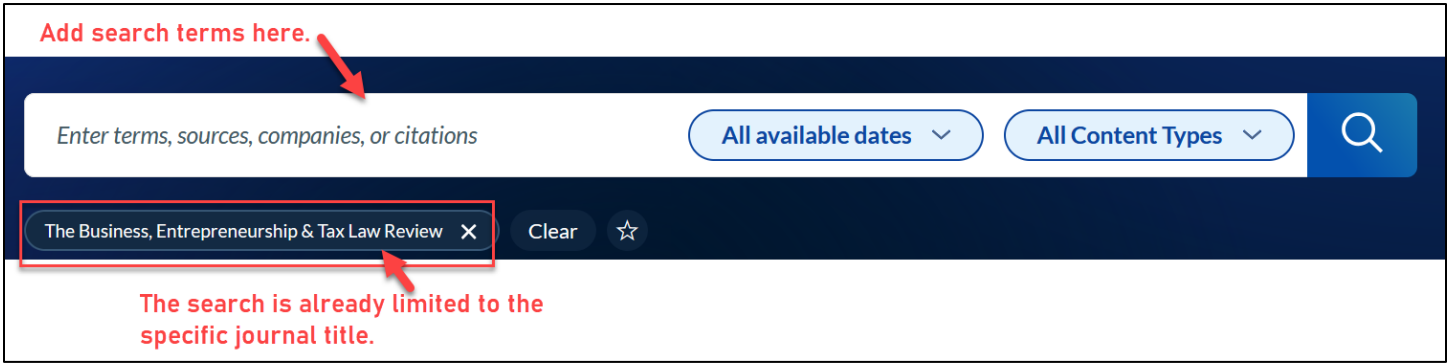 Add search terms here.
Enter terms, sources, companies, or citations
All available dates
All Content Types
The Business, Entrepreneurship & Tax Law Review
Clear
The search is already limited to the
specific journal title.